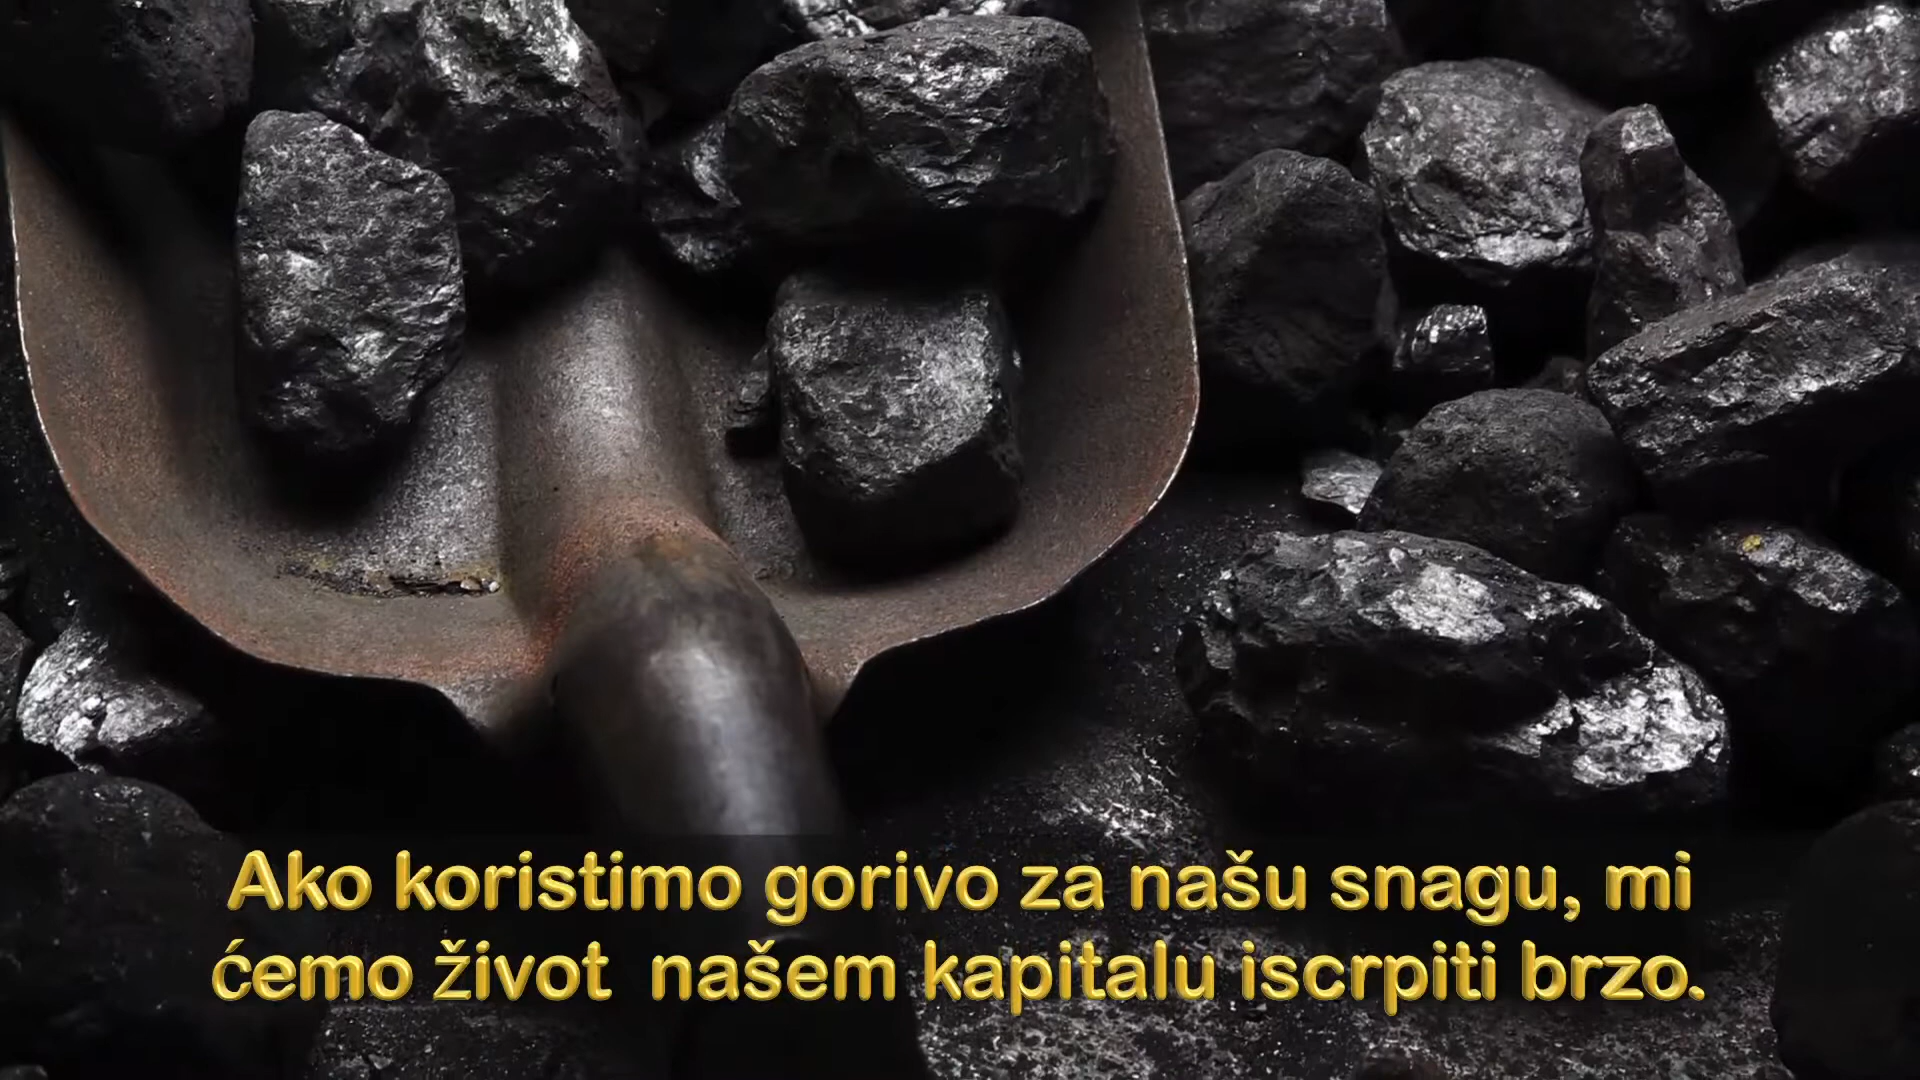 Ako koristimo gorivo za našu snagu, mi
ćemo život  našem kapitalu iscrpiti brzo.